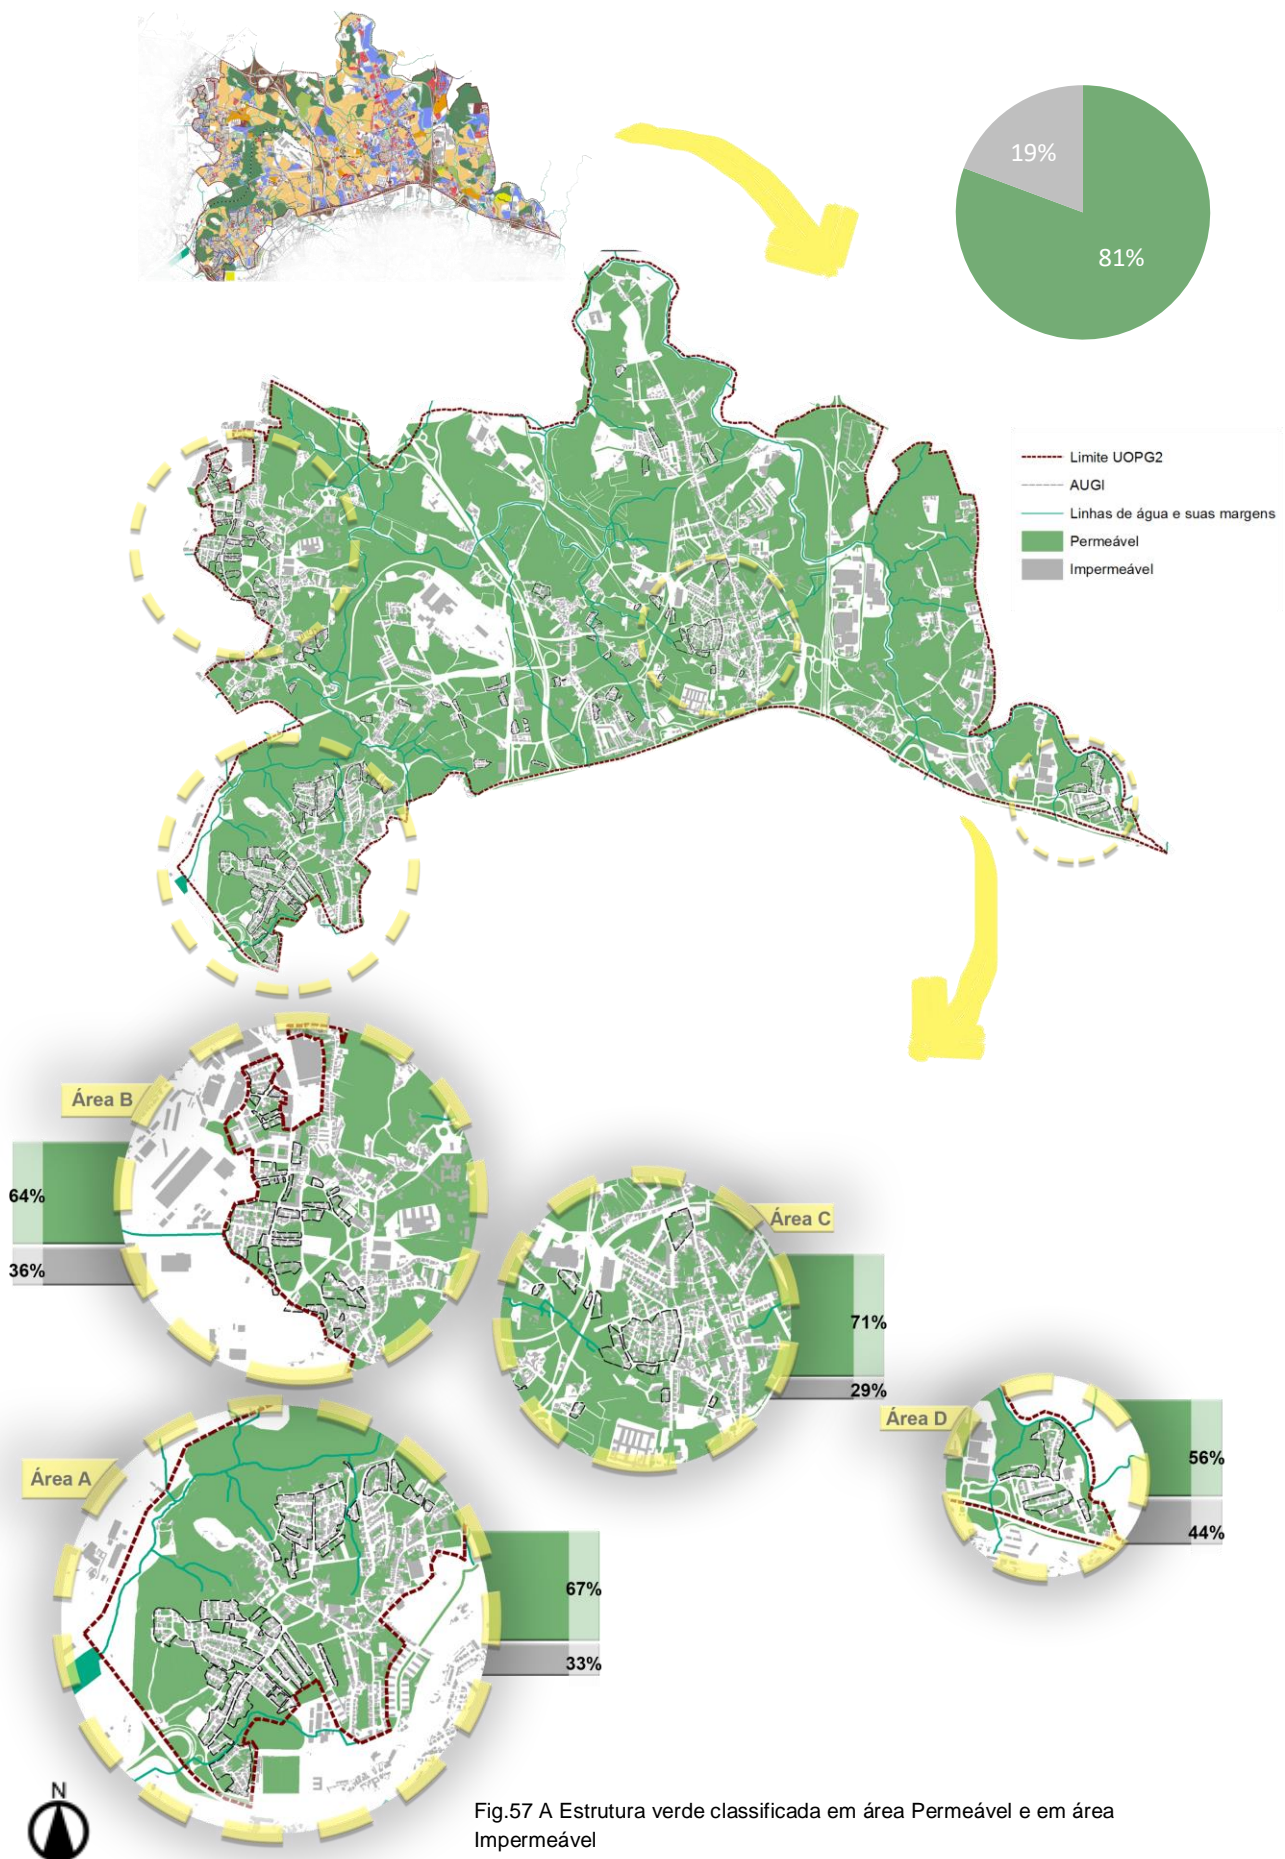 19%
81%
Limite UOPG2
AUGI
Linhas de água e suas margens
Permeável
Impermeável
Área B
64%
36%
Área C
71%
29%
Área D
56%
44%
Área A
67%
33%
N
Fig.57 A Estrutura verde classificada em área Permeável e em área
Impermeável